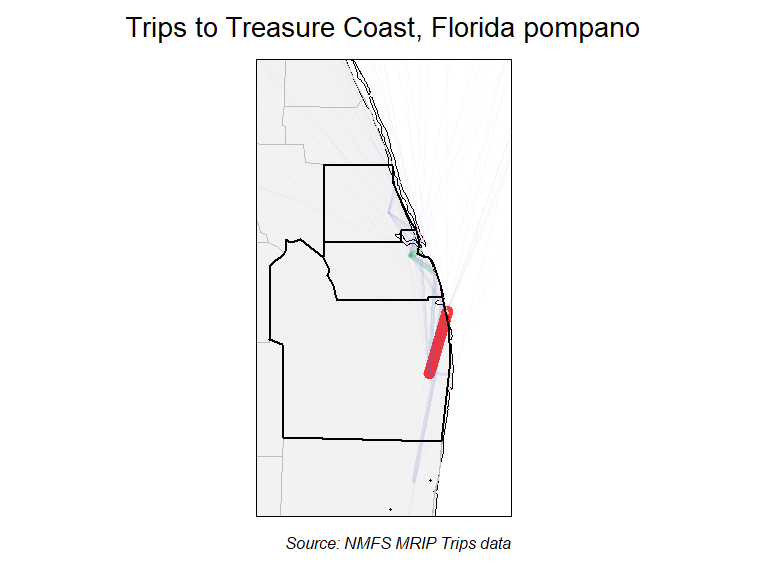 Trips to Treasure Coast, Florida pompano
Source: NMFS MRIP Trips data